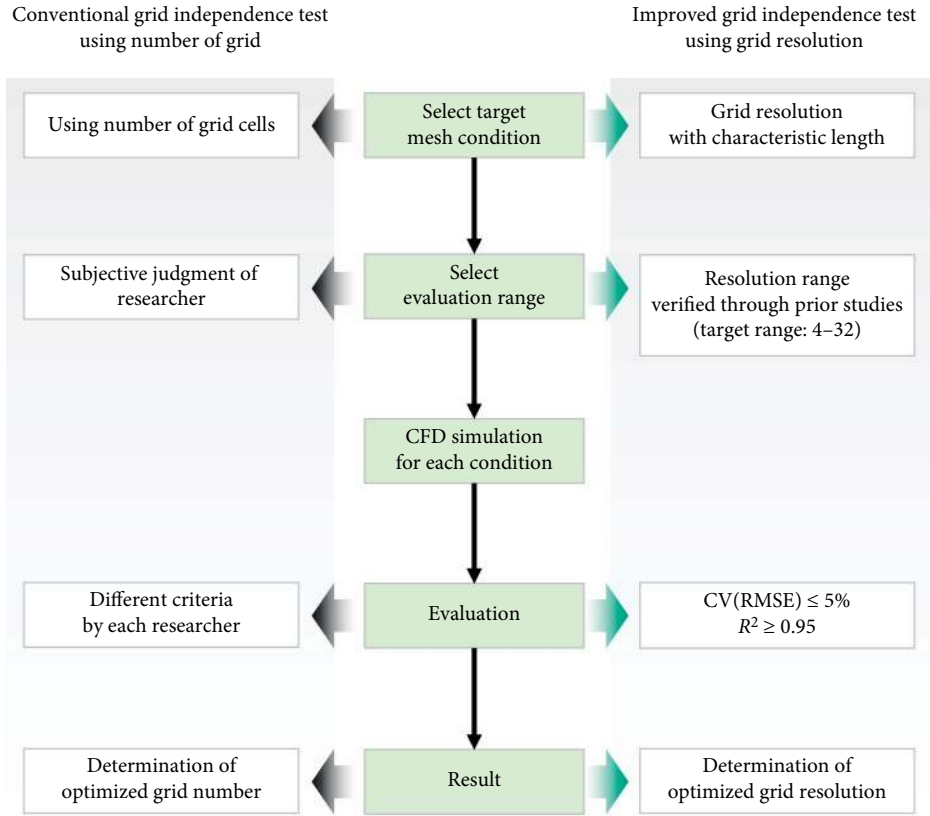 Conventional grid independence test
using number of grid
Improved grid independence test
using grid resolution
Using number of grid cells
Select target
mesh condition
Grid resolution
with characteristic length
Subjective judgment of
researcher
Select
evaluation range
Resolution range
verified through prior studies
(target range: 4–32)
CFD simulation
for each condition
Different criteria
by each researcher
Evaluation
CV(RMSE) ≤ 5%
R² ≥ 0.95
Determination of
optimized grid number
Result
Determination of
optimized grid resolution